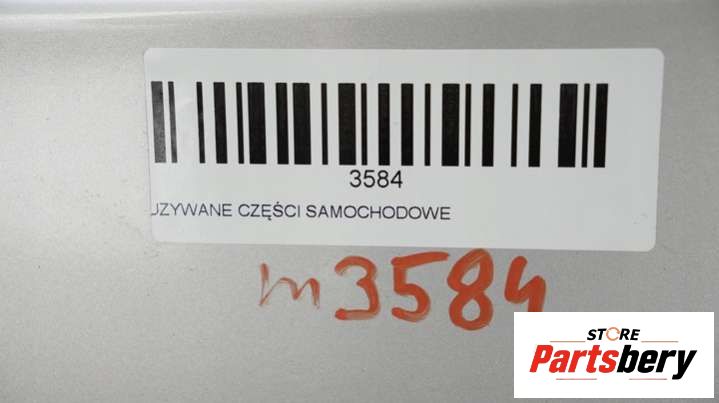 3584
UZYWANE CZĘŚCI SAMOCHODOWE
m3584
STORE
Partsbery